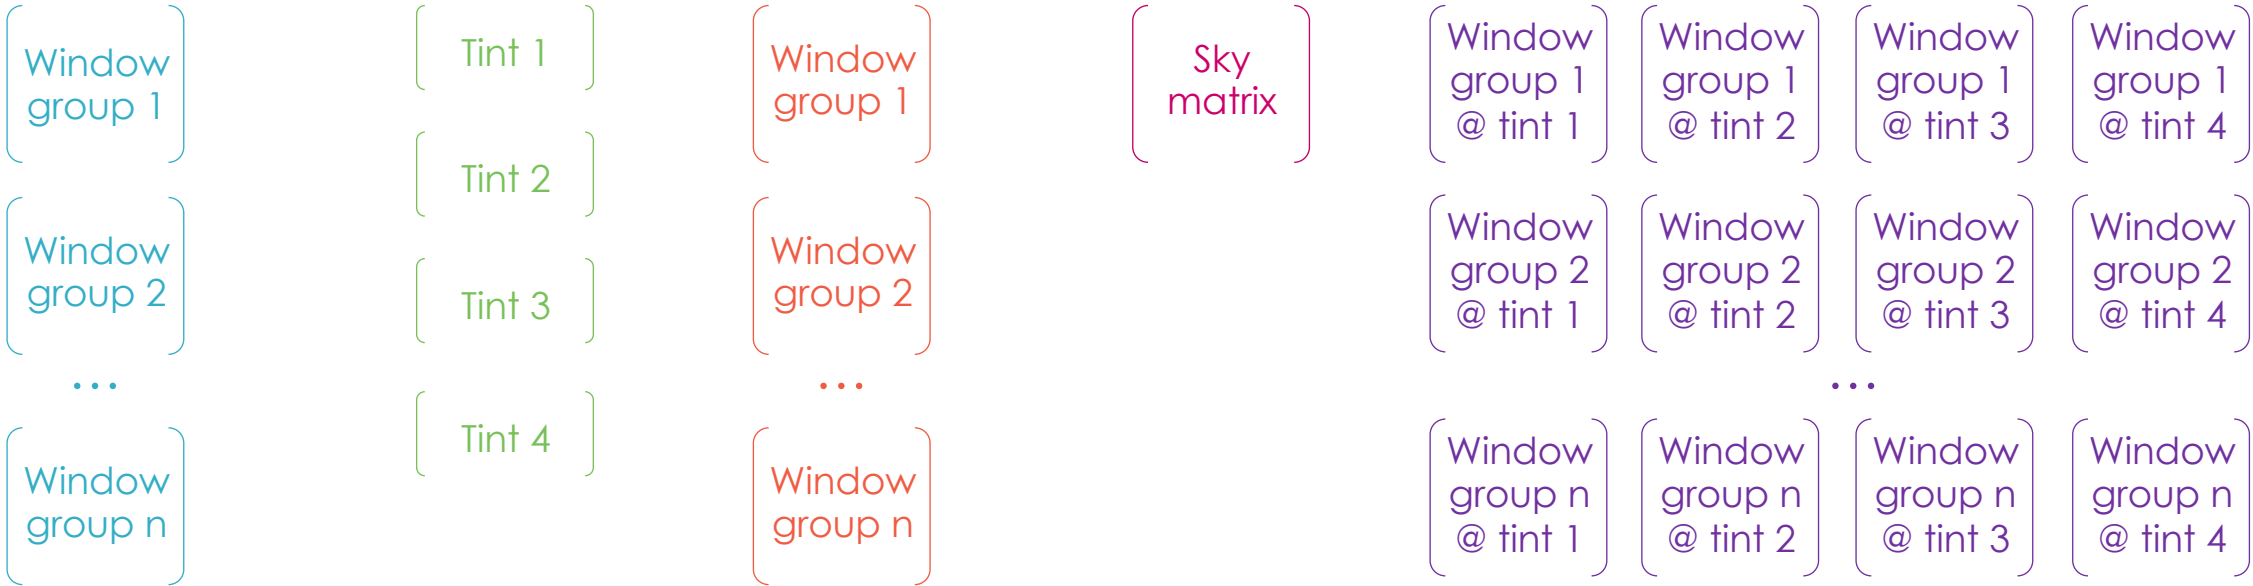 Window
group 1
Window
group 2
...
Window
group n
Tint 1
Tint 2
Tint 3
Tint 4
Window
group 1
Window
group 2
...
Window
group n
Sky
matrix
Window
group 1
@ tint 1
Window
group 1
@ tint 2
Window
group 1
@ tint 3
Window
group 1
@ tint 4
Window
group 2
@ tint 1
Window
group 2
@ tint 2
Window
group 2
@ tint 3
Window
group 2
@ tint 4
...
Window
group n
@ tint 1
Window
group n
@ tint 2
Window
group n
@ tint 3
Window
group n
@ tint 4